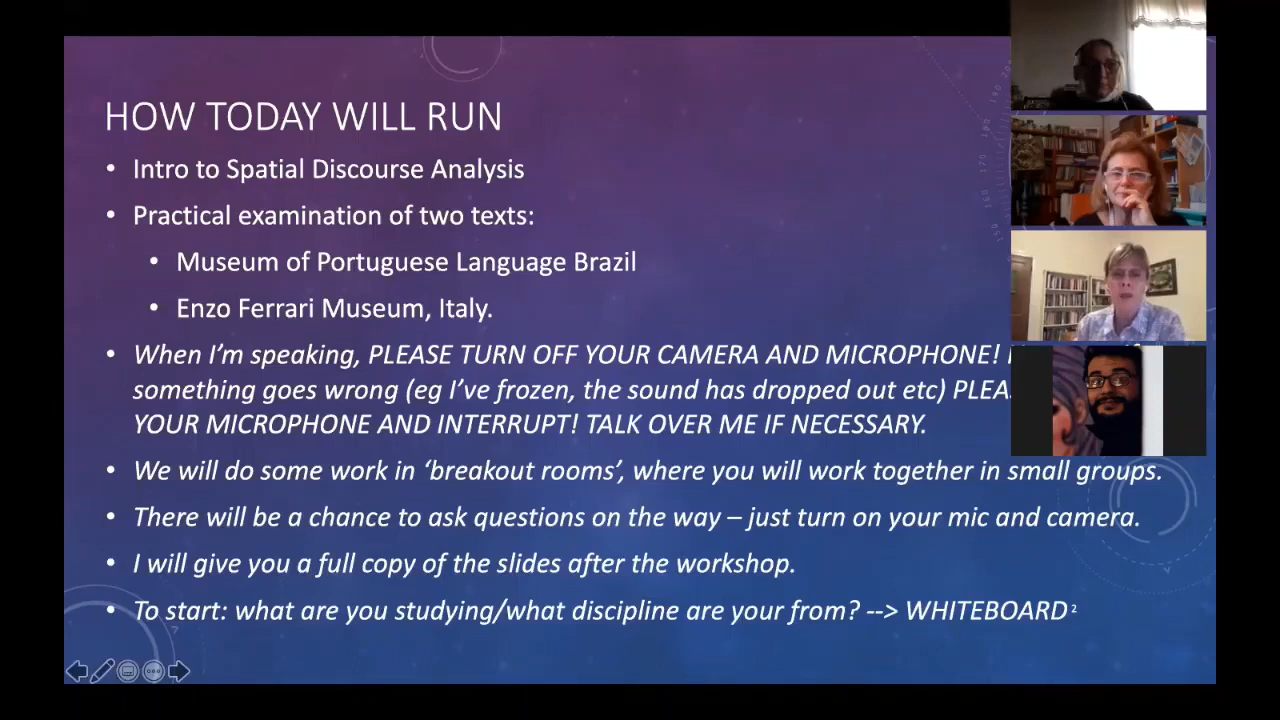 HOW TODAY WILL RUN
• Intro to Spatial Discourse Analysis
• Practical examination of two texts:
• Museum of Portuguese Language Brazil
• Enzo Ferrari Museum, Italy.
• When I’m speaking, PLEASE TURN OFF YOUR CAMERA AND MICROPHONE!
something goes wrong (eg I’ve frozen, the sound has dropped out etc)
YOUR MICROPHONE AND INTERRUPT! TALK OVER ME IF NECESSARY.
• We will do some work in ‘breakout rooms’, where you will work together in small groups.
• There will be a chance to ask questions on the way – just turn on your mic and camera.
• I will give you a full copy of the slides after the workshop.
• To start: what are you studying/what discipline are your from? --> WHITEBOARD 2